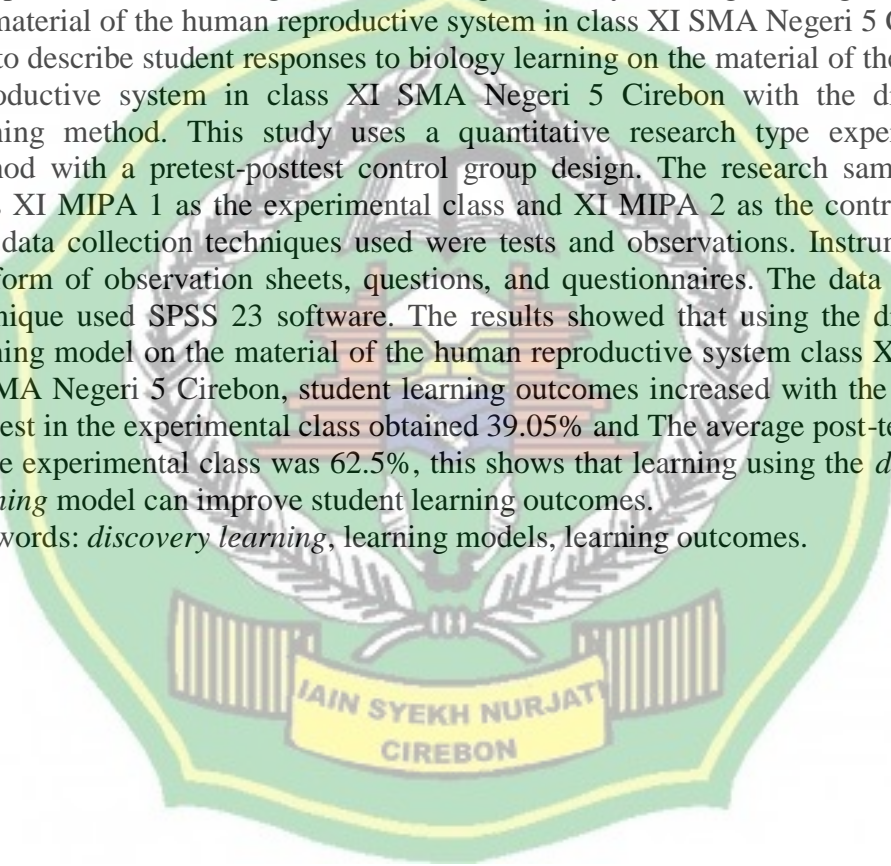 material of the human reproductive system in class XI SMA Negeri 5
to describe student responses to biology learning on the material of the
oductive system in class XI SMA Negeri 5 Cirebon with the di
ning method. This study uses a quantitative research type exper
nod with a pretest-posttest control group design. The research sam
XI MIPA 1 as the experimental class and XI MIPA 2 as the contr
data collection techniques used were tests and observations. Instrun
form of observation sheets, questions, and questionnaires. The data
nique used SPSS 23 software. The results showed that using the di
ning model on the material of the human reproductive system class X
MA Negeri 5 Cirebon, student learning outcomes increased with the
est in the experimental class obtained 39.05% and The average post-te
e experimental class was 62.5%, this shows that learning using the d
ning model can improve student learning outcomes.
words: discovery learning, learning models, learning outcomes.
IAIN SYEKH NURJATI
CIREBON